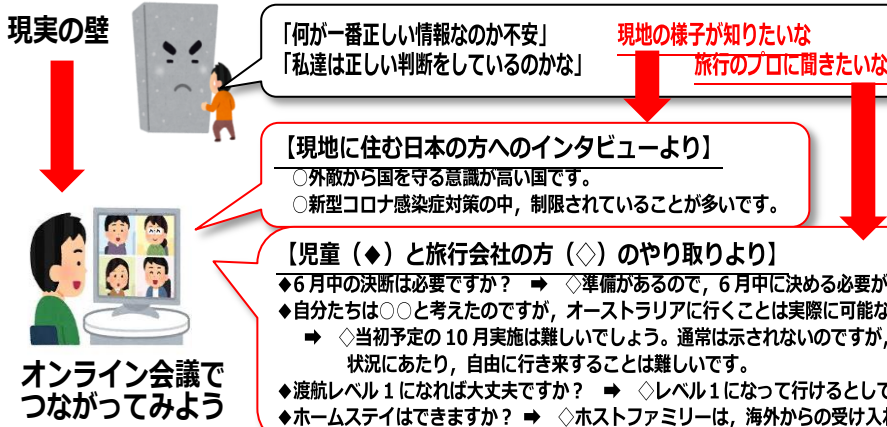 現実の壁
「何が一番正しい情報なのか不安」
「私達は正しい判断をしているのかな」
現地の様子が知りたいな
旅行のプロに聞きたいな
【現地に住む日本の方へのインタビューより】
○外敵から国を守る意識が高い国です。
○新型コロナ感染症対策の中，制限されていることが多いです。
オンライン会議で
つながってみよう
【児童（◆）と旅行会社の方（◇）のやり取りより】
◆6月中の決断は必要ですか？ ➡ ◇準備があるので，6月中に決める必要が
◆自分たちは○○と考えたのですが，オーストラリアに行くことは実際に可能な
➡ ◇当初予定の10月実施は難しいでしょう。通常は示されないのですが，
状況にあたり，自由に行き来することは難しいです。
◆渡航レベル1になれば大丈夫ですか？ ➡ ◇レベル1になって行けるとして
◆ホームステイはできますか？ ➡ ◇ホストファミリーは，海外からの受け入